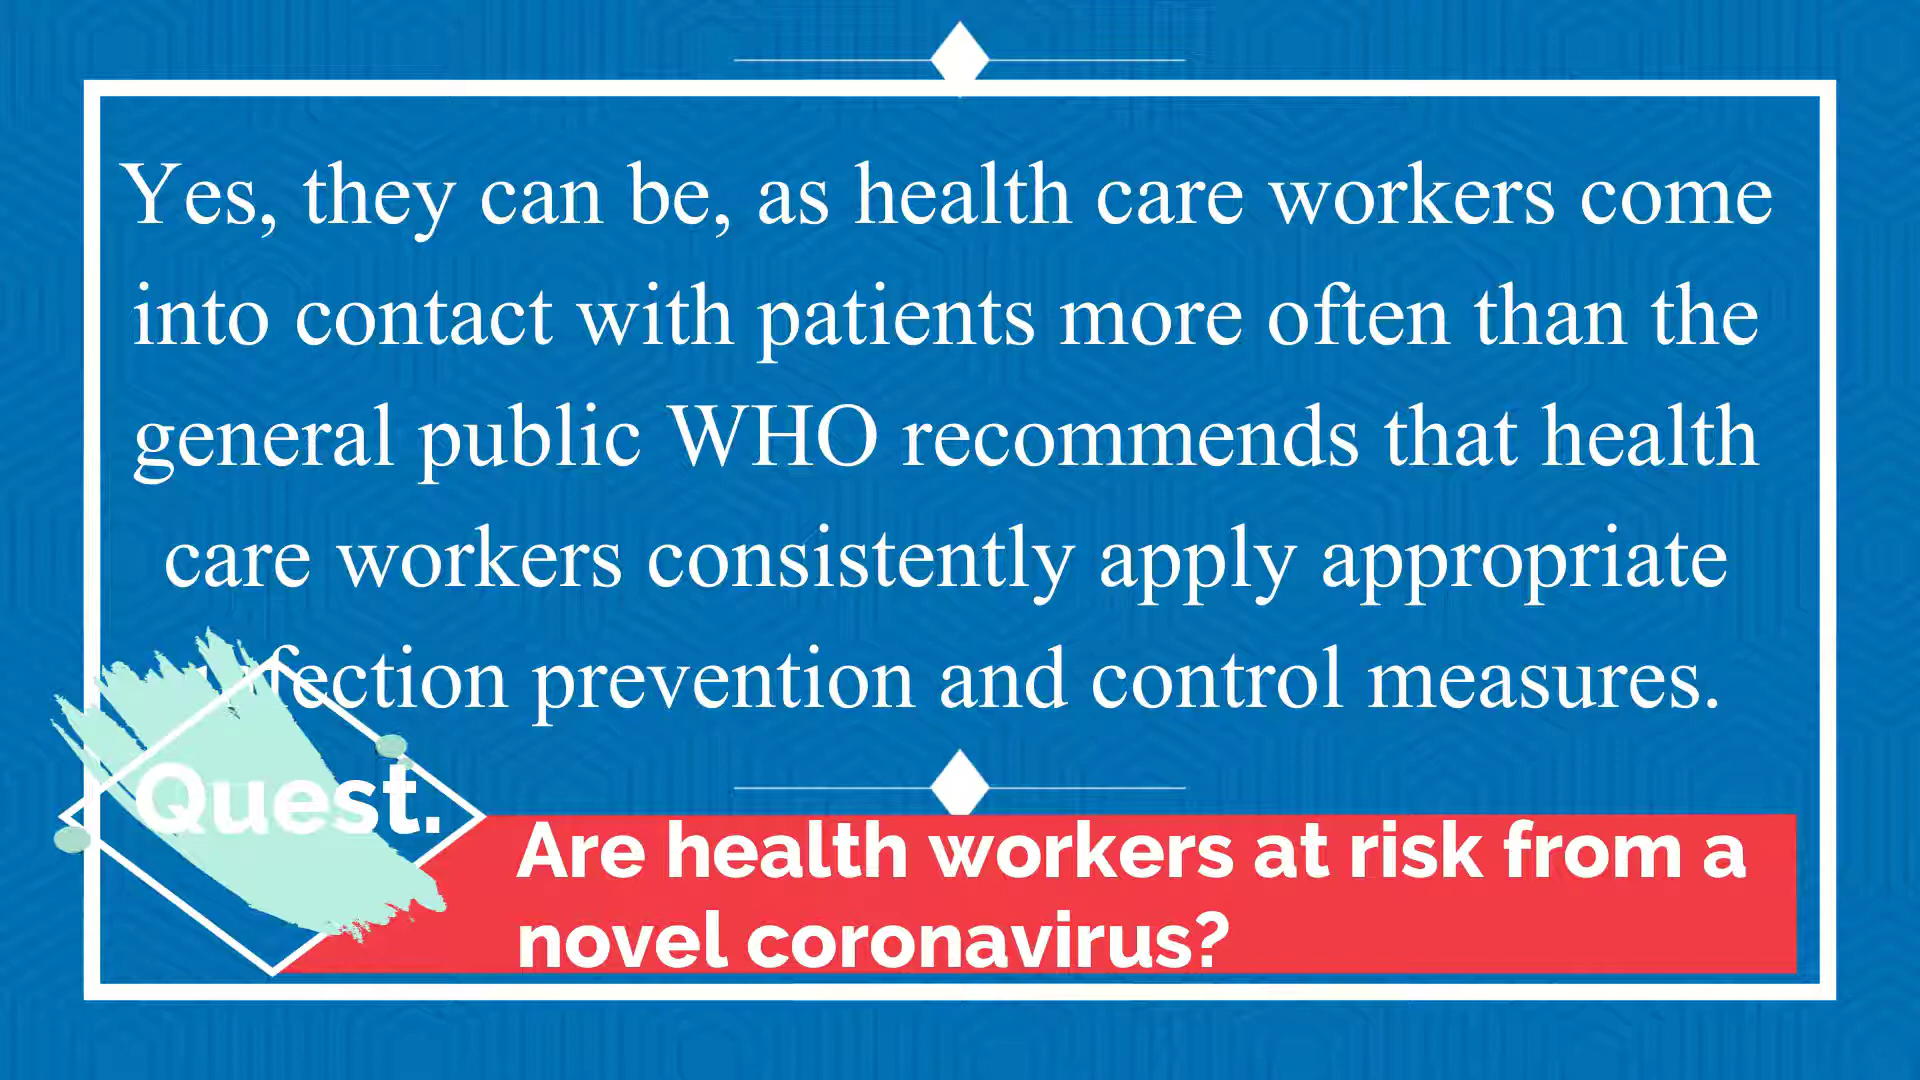 Yes, they can be, as health care workers come
into contact with patients more often than the
general public WHO recommends that health
care workers consistently apply appropriate
infection prevention and control measures.
Quest.
Are health workers at risk from a
novel coronavirus?